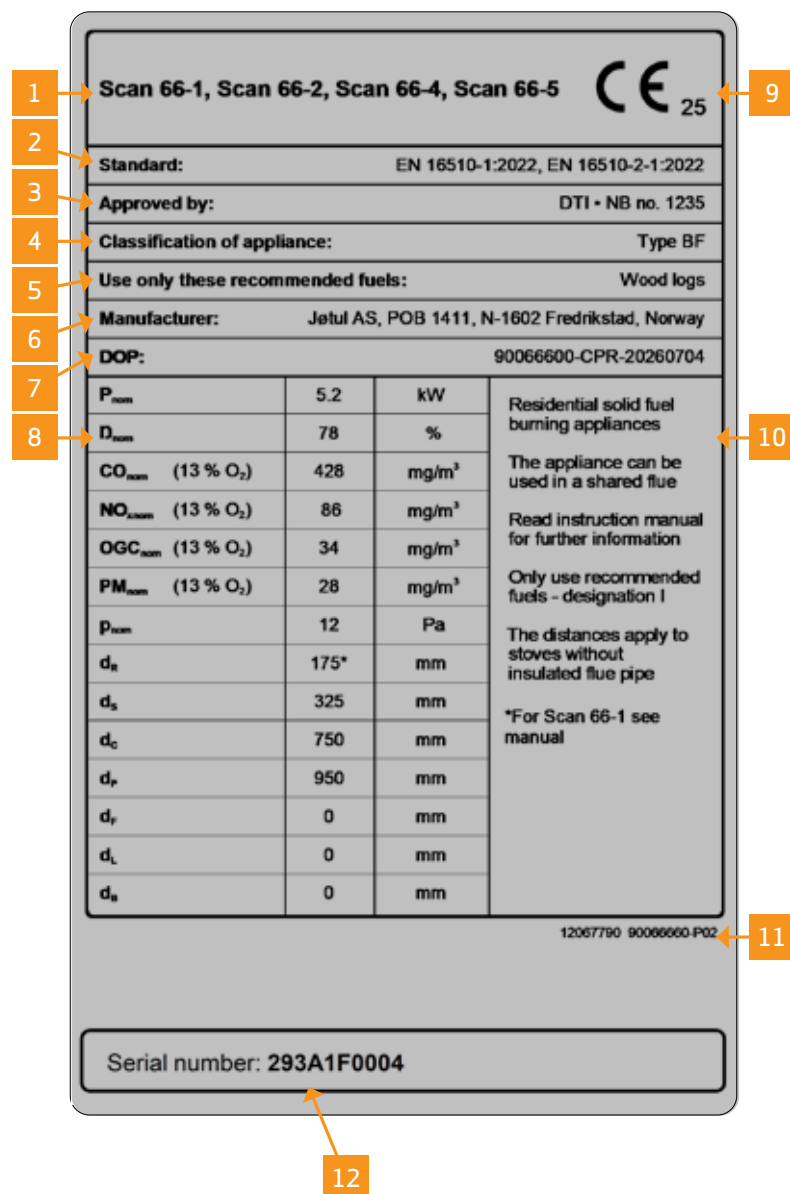 1
Scan 66-1, Scan 66-2, Scan 66-4, Scan 66-5
CE 25
9
2
Standard: EN 16510-1:2022, EN 16510-2-1:2022
3
Approved by: DTI • NB no. 1235
4
Classification of appliance: Type BF
5
Use only these recommended fuels: Wood logs
6
Manufacturer: Jøtul AS, POB 1411, N-1602 Fredrikstad, Norway
7
DOP: 90066600-CPR-20260704
8
Pnom 5.2 kW
Dnom 78 %
COnom (13 % O₂) 428 mg/m³
NOxnom (13 % O₂) 86 mg/m³
OGCnom (13 % O₂) 34 mg/m³
PMnom (13 % O₂) 28 mg/m³
pnom 12 Pa
dR 175* mm
dS 325 mm
dC 750 mm
dP 950 mm
dF 0 mm
dL 0 mm
dB 0 mm
10
Residential solid fuel
burning appliances
The appliance can be
used in a shared flue
Read instruction manual
for further information
Only use recommended
fuels - designation I
The distances apply to
stoves without
insulated flue pipe
*For Scan 66-1 see
manual
12067790 90066660-P02
11
Serial number: 293A1F0004
12